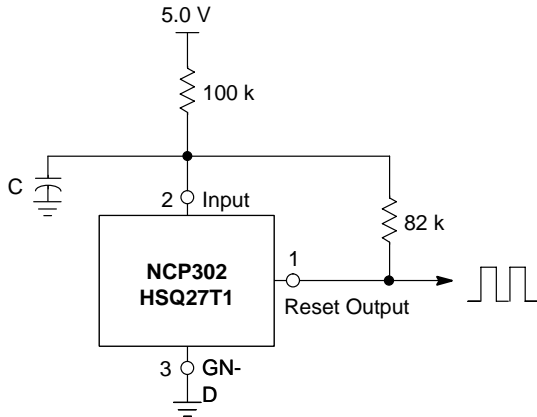 5.0 V
100 k
C
2 Input
82 k
NCP302
HSQ27T1
1
Reset Output
3 GN-
D